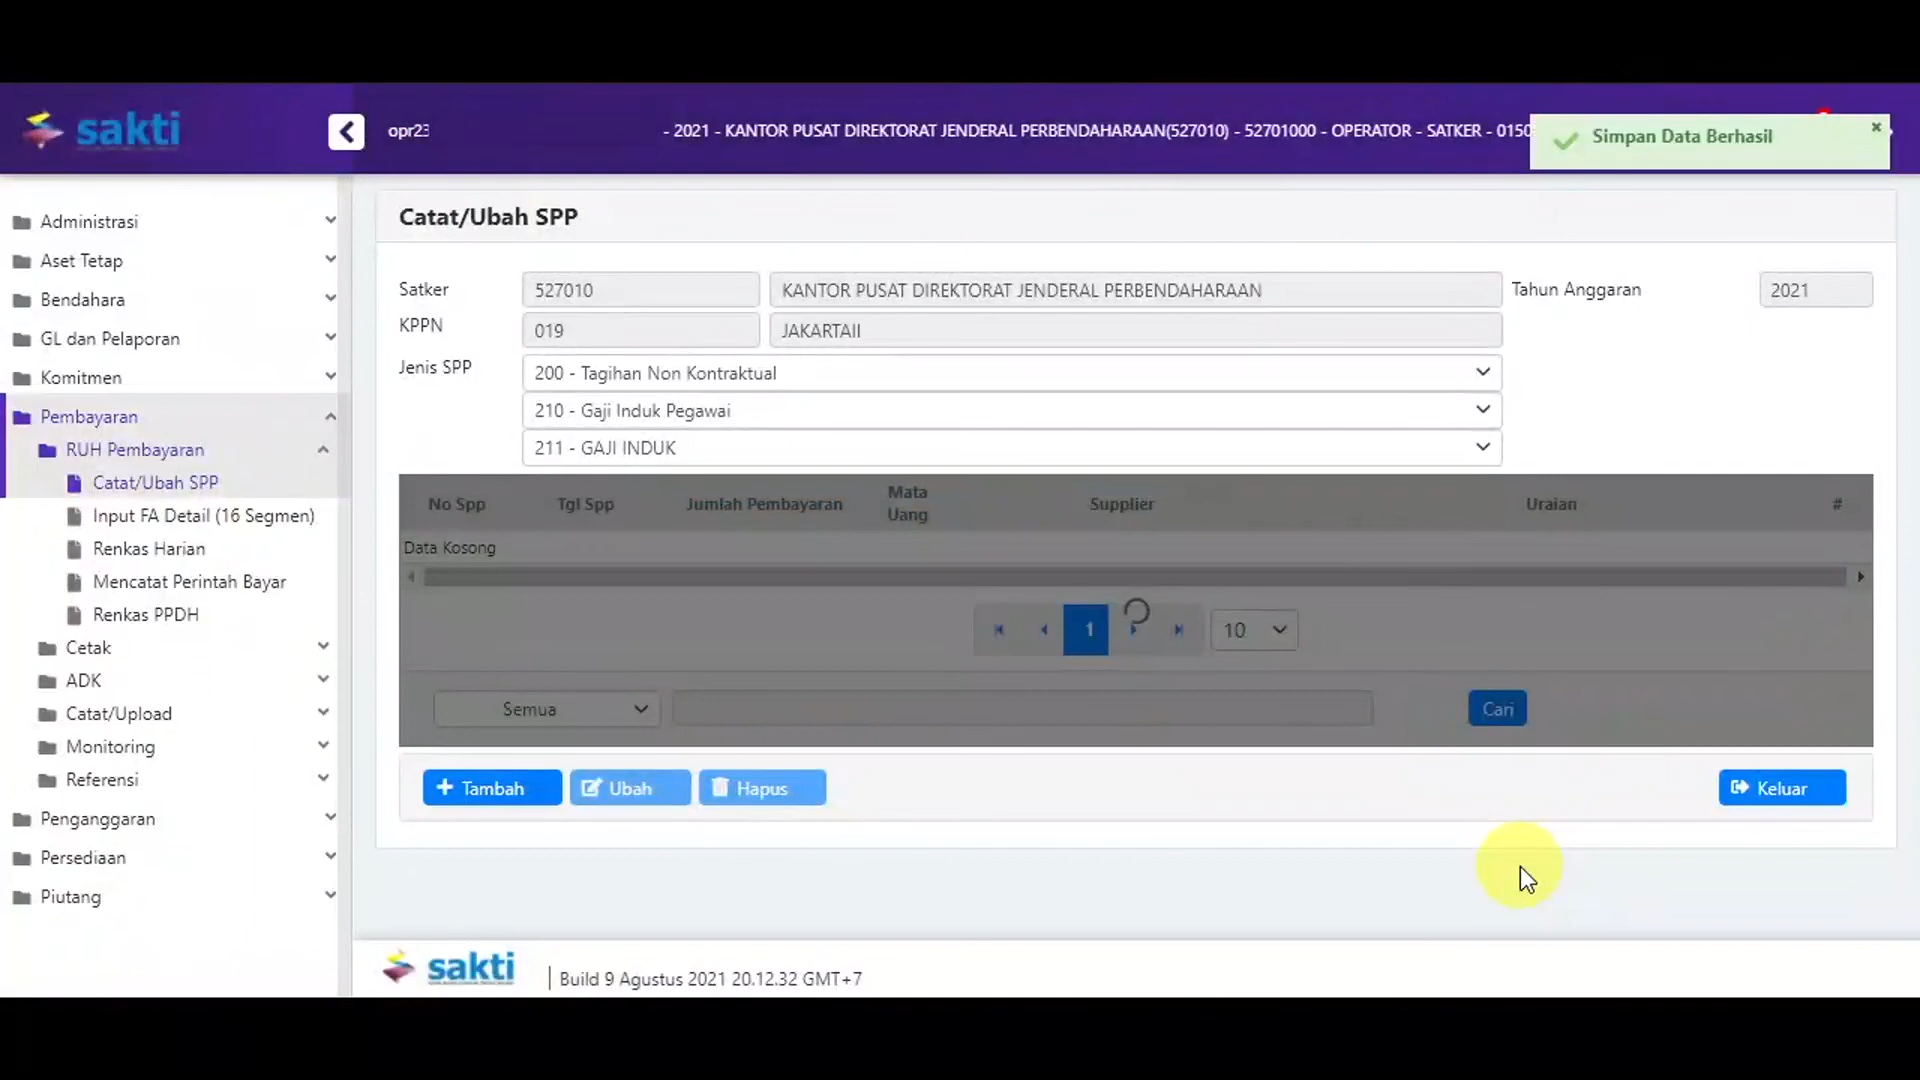 sakti
opr23
- 2021 - KANTOR PUSAT DIREKTORAT JENDERAL PERBENDAHARAAN(527010) - 52701000 - OPERATOR - SATKER - 0150
Simpan Data Berhasil
Administrasi
Aset Tetap
Bendahara
GL dan Pelaporan
Komitmen
Pembayaran
RUH Pembayaran
Catat/Ubah SPP
Input FA Detail (16 Segmen)
Renkas Harian
Mencatat Perintah Bayar
Renkas PPDH
Cetak
ADK
Catat/Upload
Monitoring
Referensi
Penganggaran
Persediaan
Piutang
Catat/Ubah SPP
Satker 527010 KANTOR PUSAT DIREKTORAT JENDERAL PERBENDAHARAAN Tahun Anggaran 2021
KPPN 019 JAKARTAII
Jenis SPP 200 - Tagihan Non Kontraktual
210 - Gaji Induk Pegawai
211 - GAJI INDUK
No Spp Tgl Spp Jumlah Pembayaran Mata Uang Supplier Uraian #
Data Kosong
1 10
Semua Cari
Tambah Ubah Hapus Keluar
sakti | Build 9 Agustus 2021 20.12.32 GMT+7